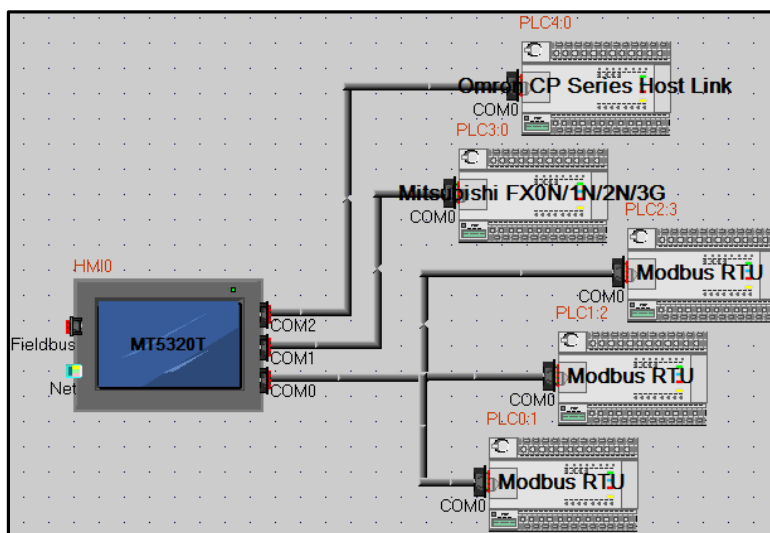 PLC4:0
Omron CP Series Host Link
COM0
PLC3:0
Mitsubishi FX0N/1N/2N/3G
COM0
PLC2:3
HMI0
Modbus RTU
COM0
PLC1:2
COM2
Fieldbus
MT5320T
COM1
Modbus RTU
Net
COM0
COM0
PLC0:1
Modbus RTU
COM0